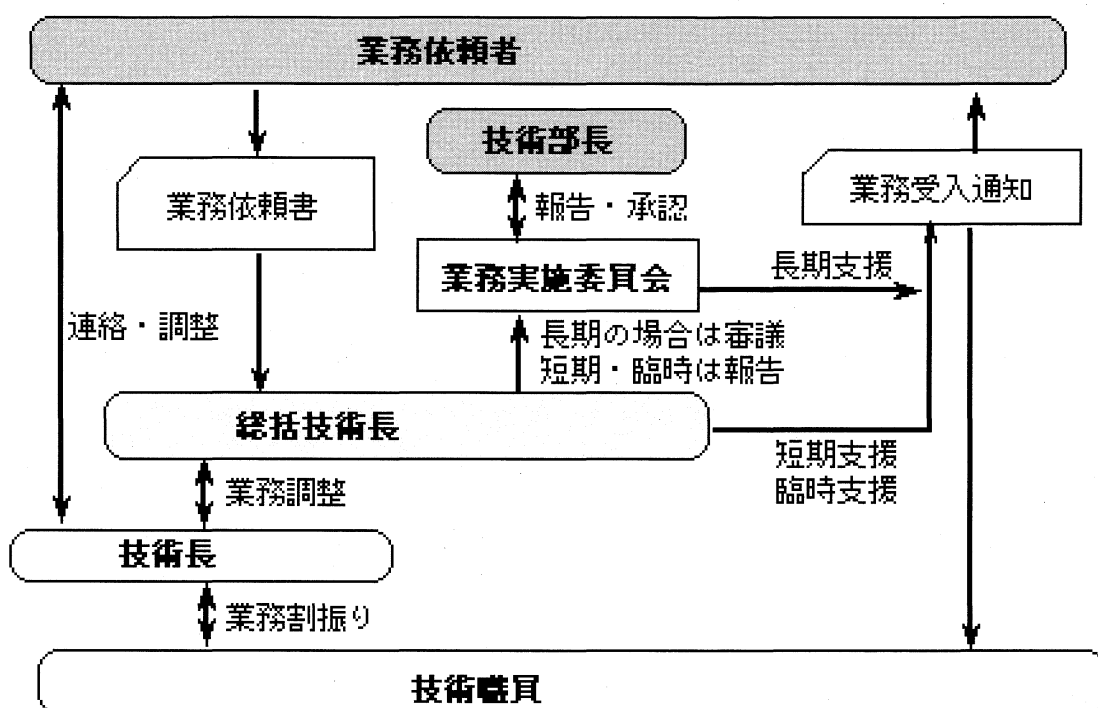 業務依頼者
技術部長
業務依頼書
業務受入通知
報告・承認
業務実施委員会
長期支援
連絡・調整
長期の場合は審議
短期・臨時は報告
総括技術長
短期支援
臨時支援
業務調整
技術長
業務割振り
技術職員